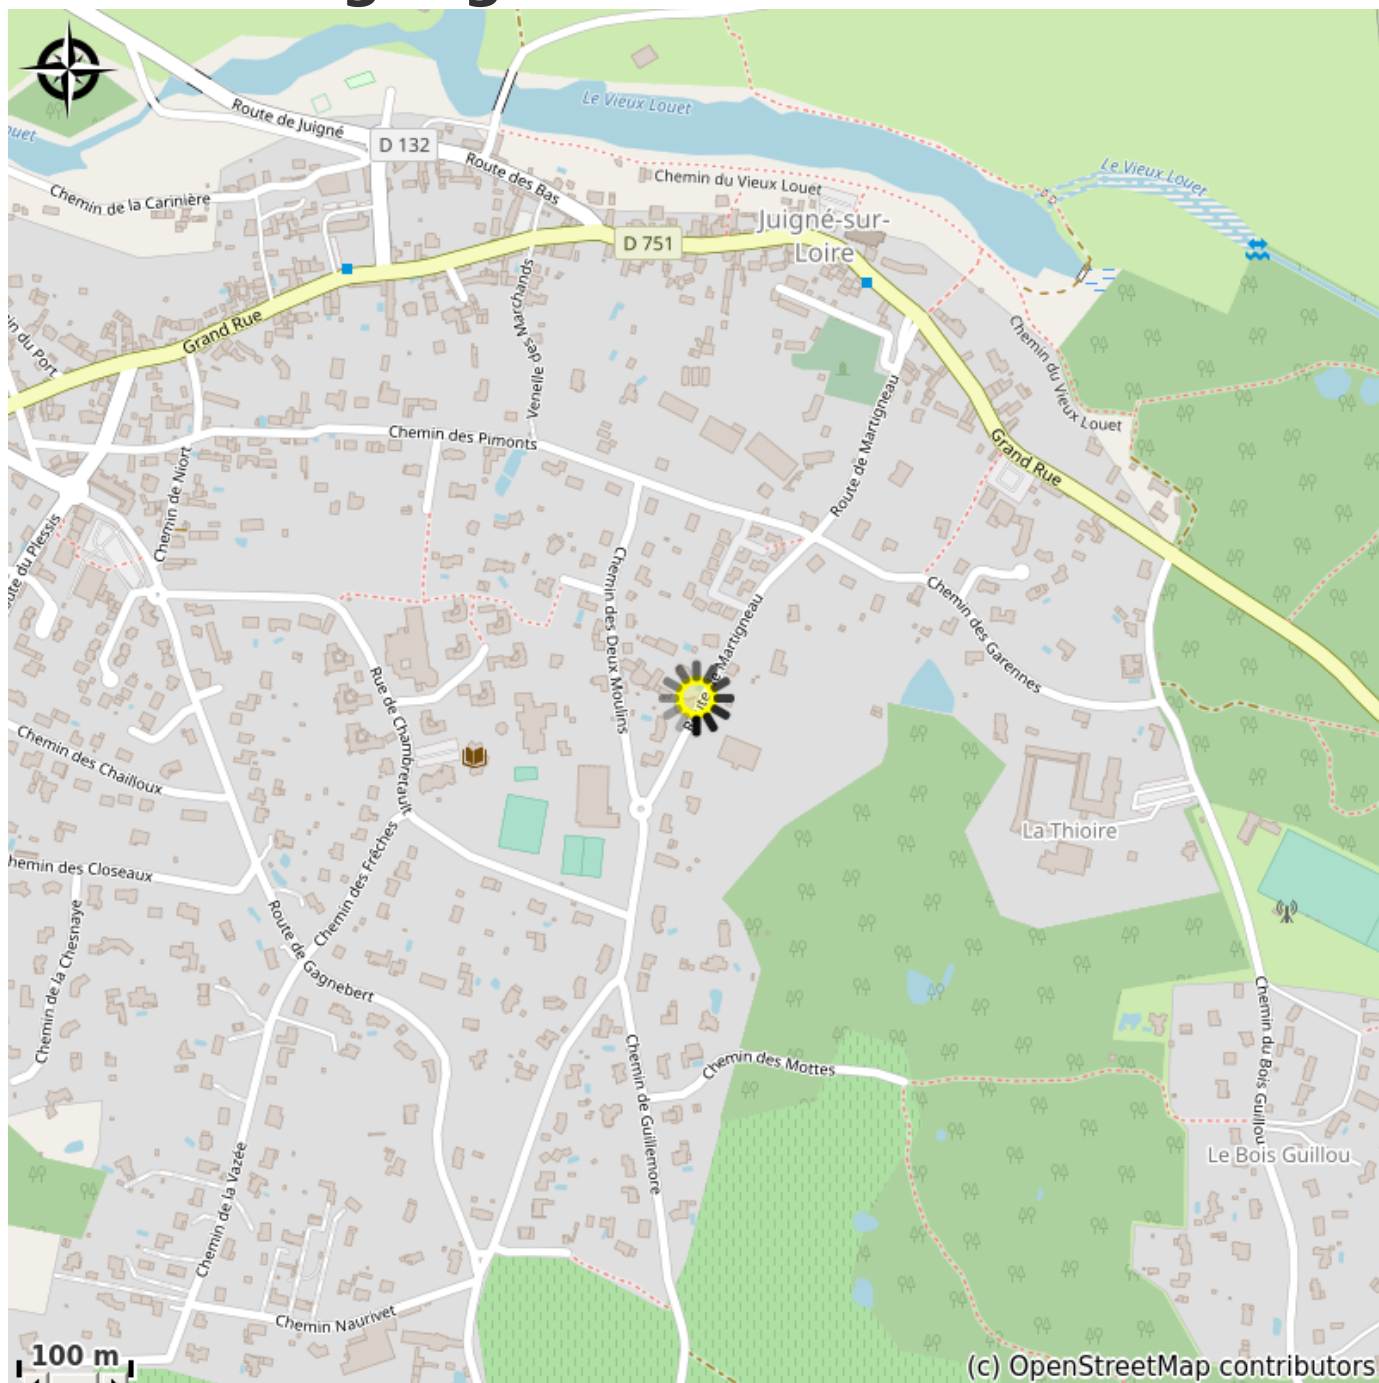 Route de Juigné
D 132
Le Vieux Louet
Route des Bas
Chemin du Vieux Louet
Le Vieux Louet
Chemin de la Carinière
Juigné-sur-
Loire
D 751
Grand Rue
Venelle des Marchands
Chemin du Vieux Louet
Route de Martigneau
Chemin des Pimonts
Grand Rue
Chemin de Niort
Chemin des Deux Moulins
Chemin des Garennes
Martigneau
Rue de Chambretault
Chemin des Chailloux
La Thioire
Chemin des Frêches
hemin des Closeaux
Chemin de la Chesnaye
Route de Gagnebert
Chemin du Bois Guillou
Chemin des Mottes
Chemin de Guillemore
Le Bois Guillou
Chemin de la Vazée
Chemin Naurivet
100 m
(c) OpenStreetMap contributors